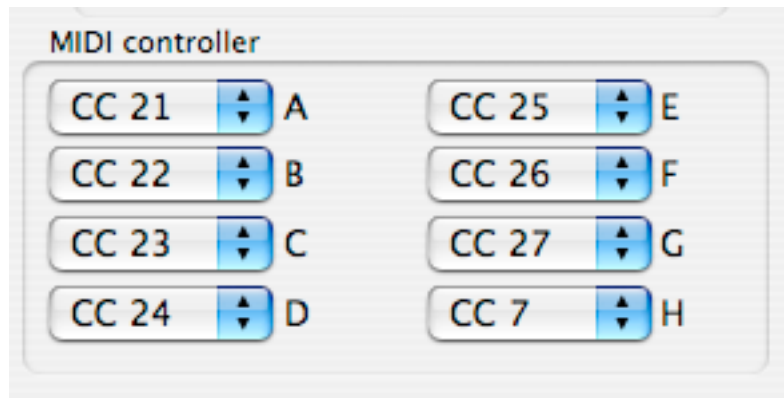 MIDI controller
CC 21 A CC 25 E
CC 22 B CC 26 F
CC 23 C CC 27 G
CC 24 D CC 7 H